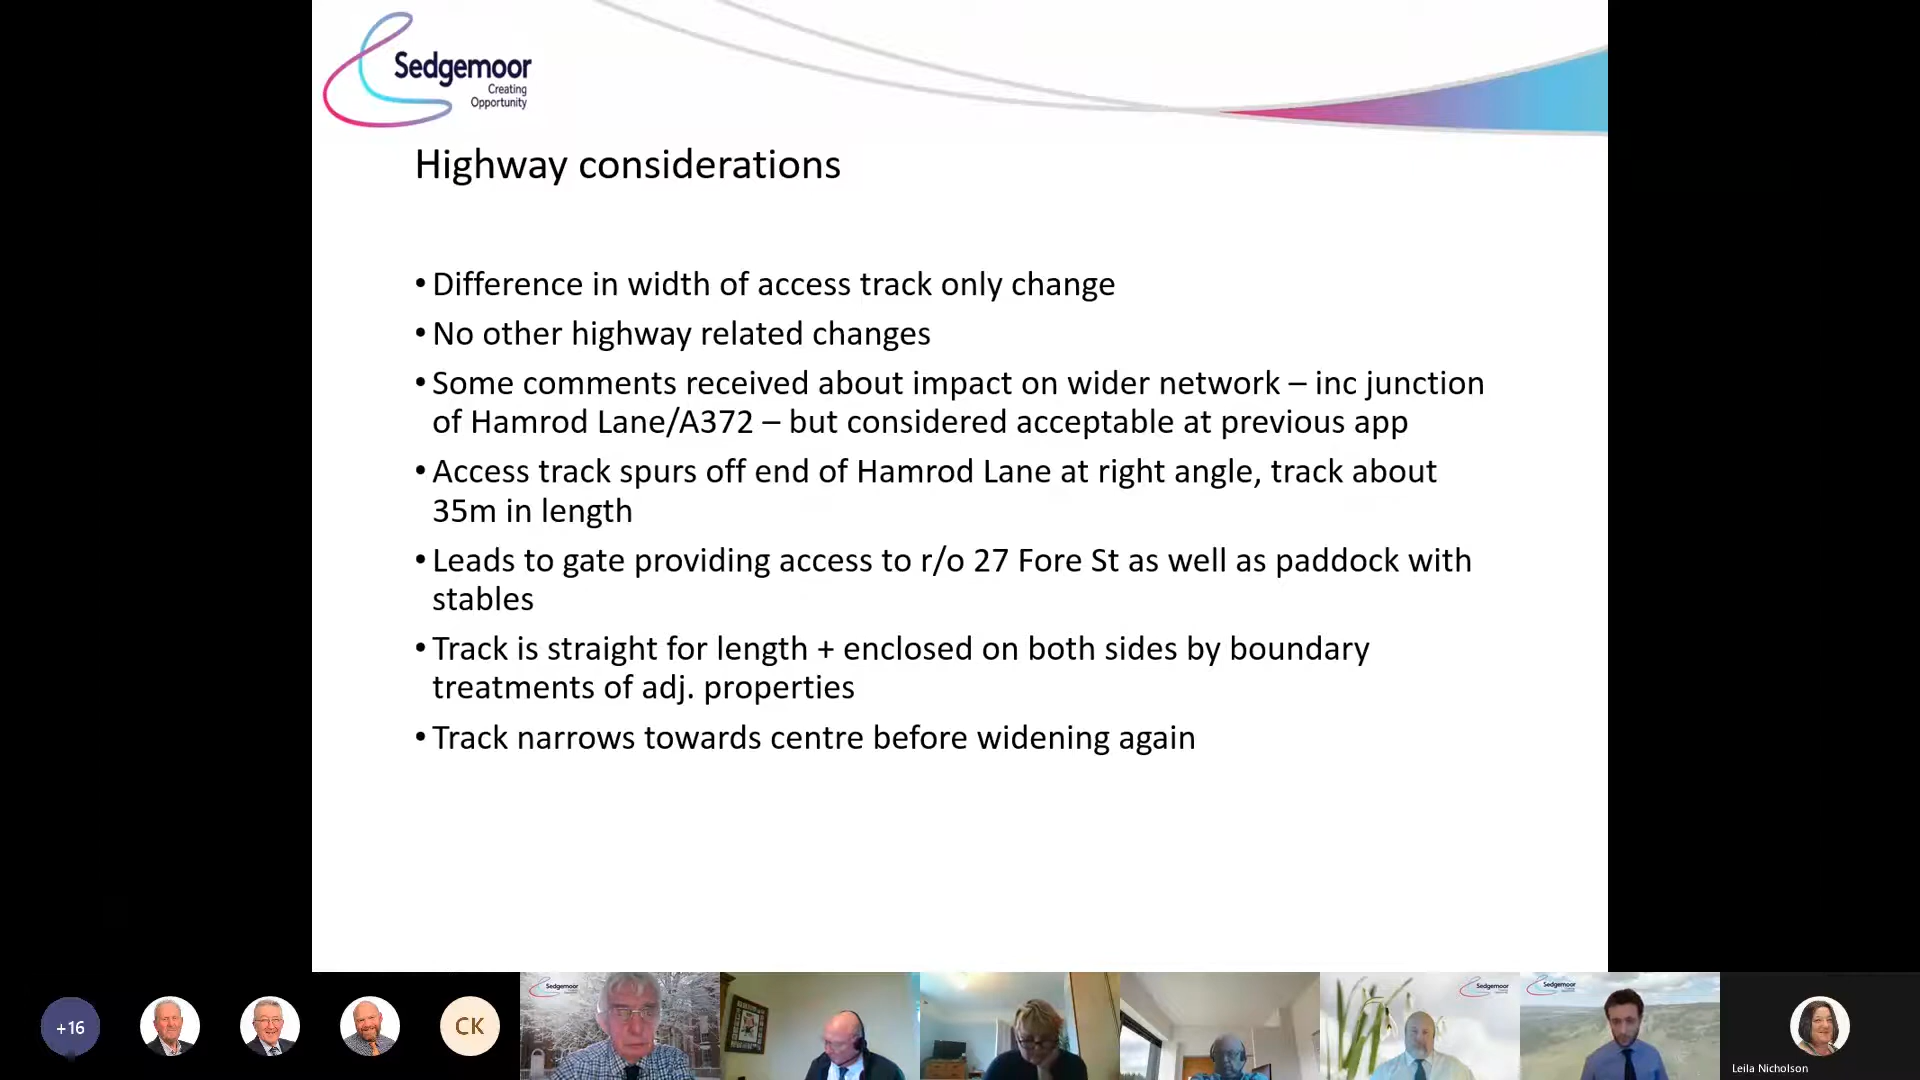 Sedgemoor
Creating
Opportunity
Highway considerations
• Difference in width of access track only change
• No other highway related changes
• Some comments received about impact on wider network – inc junction
of Hamrod Lane/A372 – but considered acceptable at previous app
• Access track spurs off end of Hamrod Lane at right angle, track about
35m in length
• Leads to gate providing access to r/o 27 Fore St as well as paddock with
stables
• Track is straight for length + enclosed on both sides by boundary
treatments of adj. properties
• Track narrows towards centre before widening again
+16
CK
Sedgemoor
Sedgemoor
Sedgemoor
Leila Nicholson